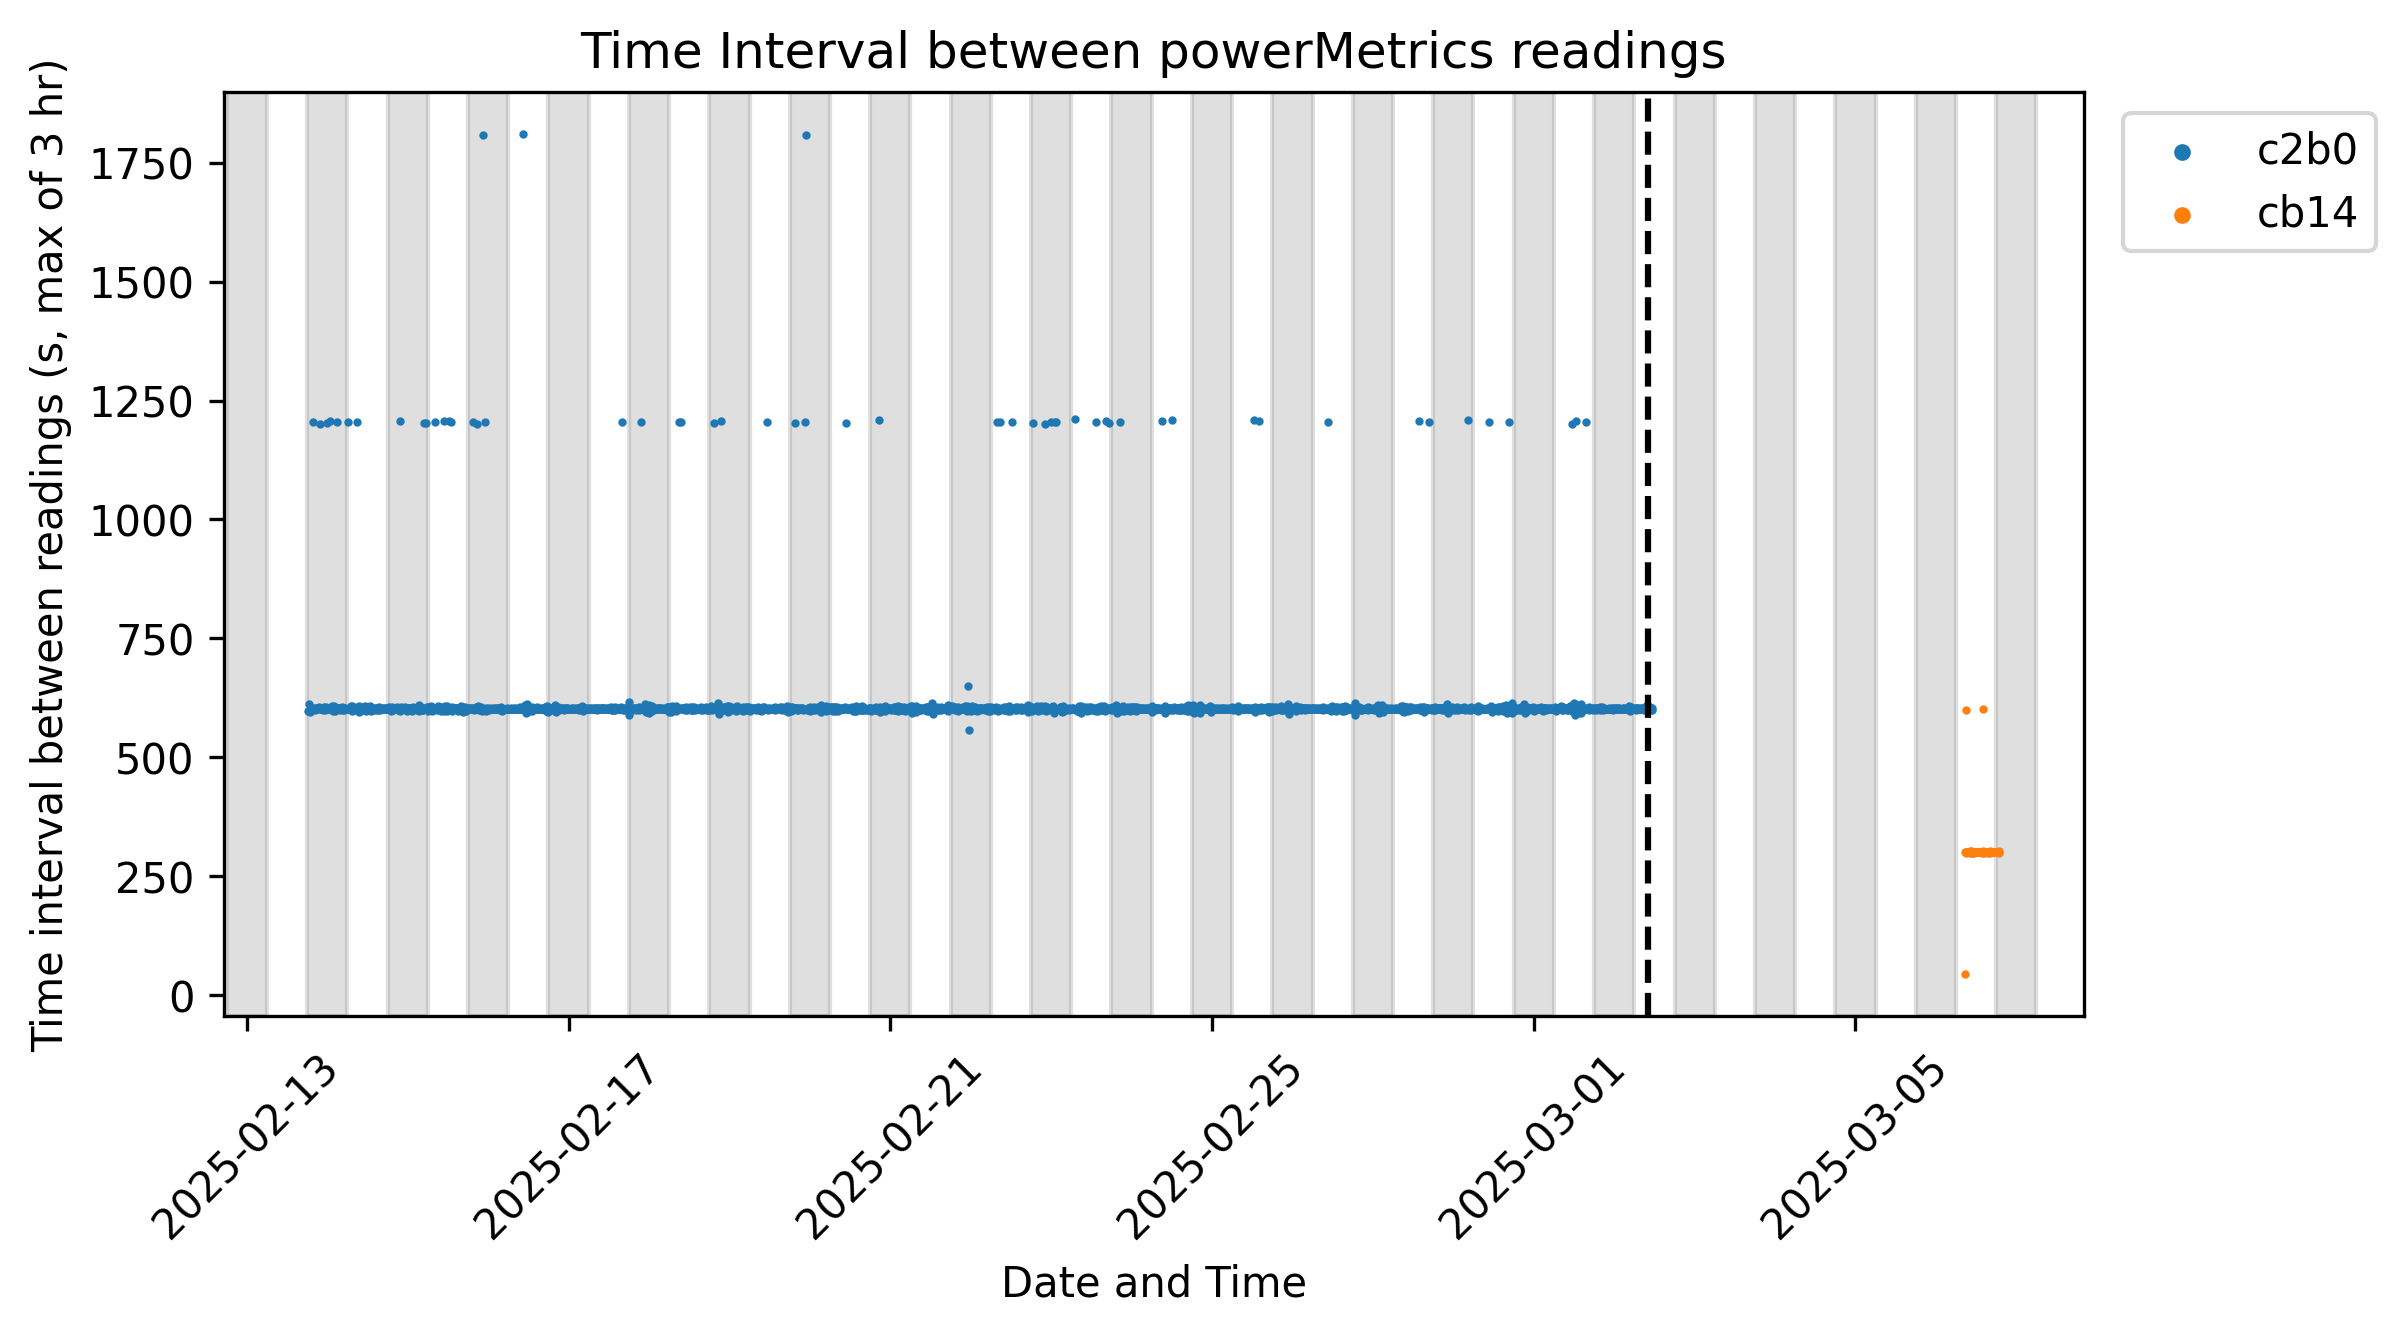 Time Interval between powerMetrics readings
Time interval between readings (s, max of 3 hr)
1750
1500
1250
1000
750
500
250
0
2025-02-13
2025-02-17
2025-02-21
2025-02-25
2025-03-01
2025-03-05
Date and Time
c2b0
cb14